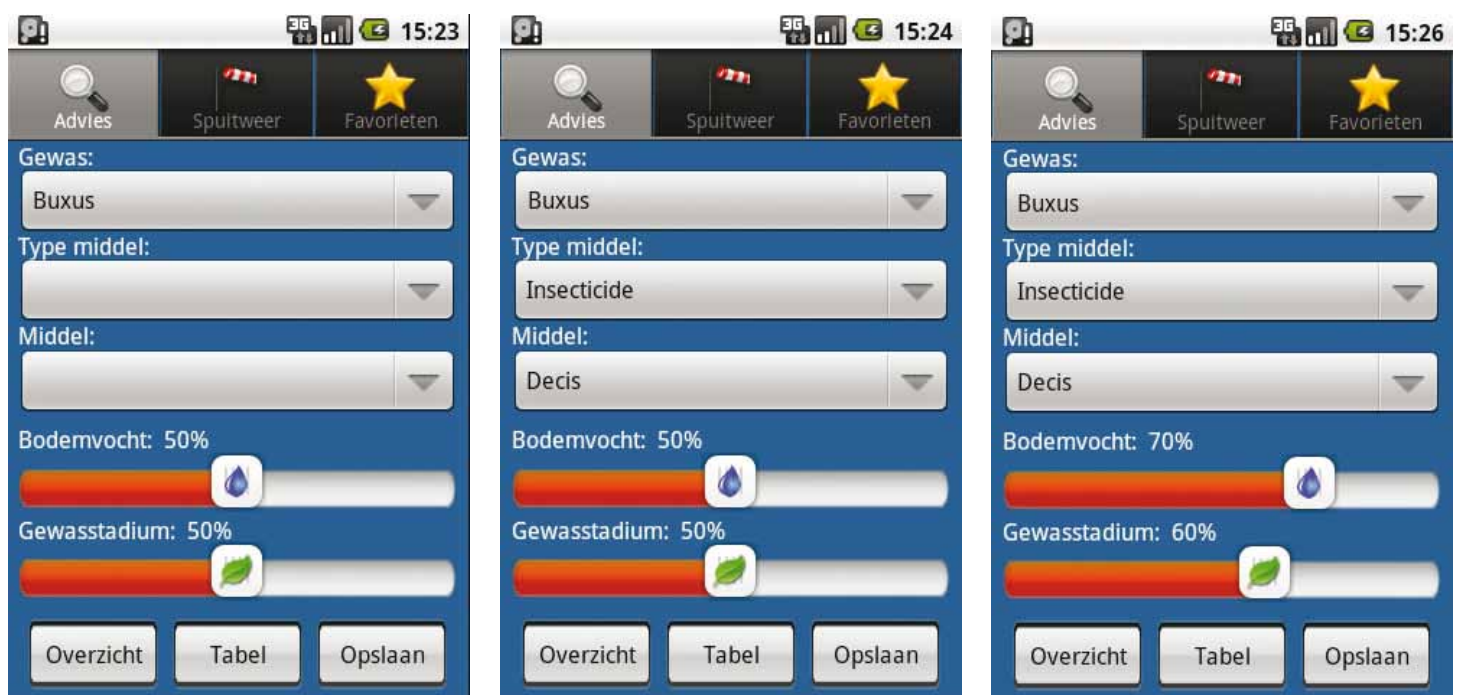 15:23
Advies Spuitweer Favorieten
Gewas:
Buxus
Type middel:
Middel:
Bodemvocht: 50%
Gewasstadium: 50%
Overzicht Tabel Opslaan
3G 15:24
Advies Spuitweer Favorieten
Gewas:
Buxus
Type middel:
Insecticide
Middel:
Decis
Bodemvocht: 50%
Gewasstadium: 50%
Overzicht Tabel Opslaan
3G 15:26
Advies Spuitweer Favorieten
Gewas:
Buxus
Type middel:
Insecticide
Middel:
Decis
Bodemvocht: 70%
Gewasstadium: 60%
Overzicht Tabel Opslaan